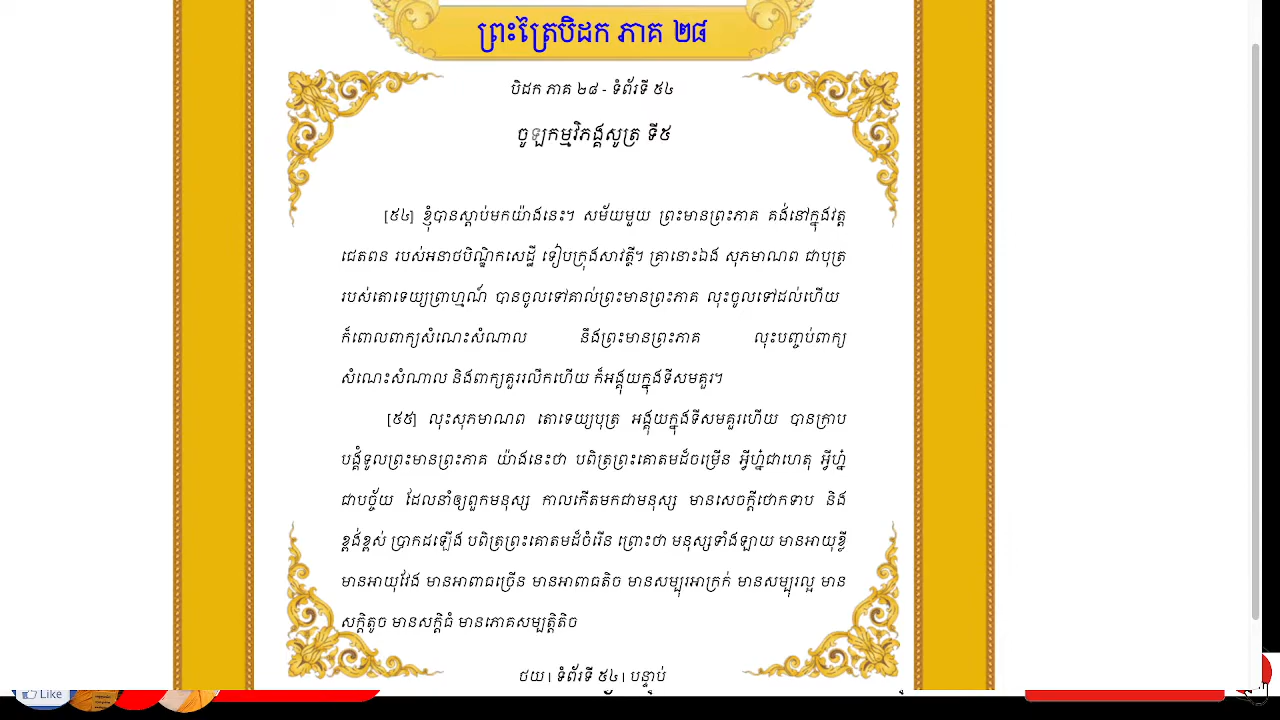 ព្រះត្រៃបិដក ភាគ ២៨
បិដក ភាគ ២៨ - ទំព័រទី ៥៤
ចូឡកម្មវិភង្គសូត្រ ទី៥
[៥៤] ខ្ញុំបានស្តាប់មកយ៉ាងនេះ។ សម័យមួយ ព្រះមានព្រះភាគ គង់នៅក្នុងវត្ត
ជេតពន របស់អនាថបិណ្ឌិកសេដ្ឋី ទៀបក្រុងសាវត្ថី។ គ្រានោះឯង សុភមាណព ជាបុត្រ
របស់តោទេយ្យព្រាហ្មណ៍ បានចូលទៅគាល់ព្រះមានព្រះភាគ លុះចូលទៅដល់ហើយ
ក៏ពោលពាក្យសំណេះសំណាល នឹងព្រះមានព្រះភាគ លុះបញ្ចប់ពាក្យ
សំណេះសំណាល និងពាក្យគួររលឹកហើយ ក៏អង្គុយក្នុងទីសមគួរ។
[៥៥] លុះសុភមាណព តោទេយ្យបុត្រ អង្គុយក្នុងទីសមគួរហើយ បានក្រាប
បង្គំទូលព្រះមានព្រះភាគ យ៉ាងនេះថា បពិត្រព្រះគោតមដ៏ចម្រើន អ្វីហ្នំជាហេតុ អ្វីហ្នំ
ជាបច្ច័យ ដែលនាំឲ្យពួកមនុស្ស កាលកើតមកជាមនុស្ស មានសេចក្តីថោកទាប និង
ខ្ពង់ខ្ពស់ ប្រាកដឡើង បពិត្រព្រះគោតមដ៏ចំរើន ព្រោះថា មនុស្សទាំងឡាយ មានអាយុខ្លី
មានអាយុវែង មានអាពាធច្រើន មានអាពាធតិច មានសម្បុរអាក្រក់ មានសម្បុរល្អ មាន
សក្តិតូច មានសក្តិធំ មានភោគសម្បត្តិតិច
ថយ | ទំព័រទី ៥៤ | បន្ទាប់
Like